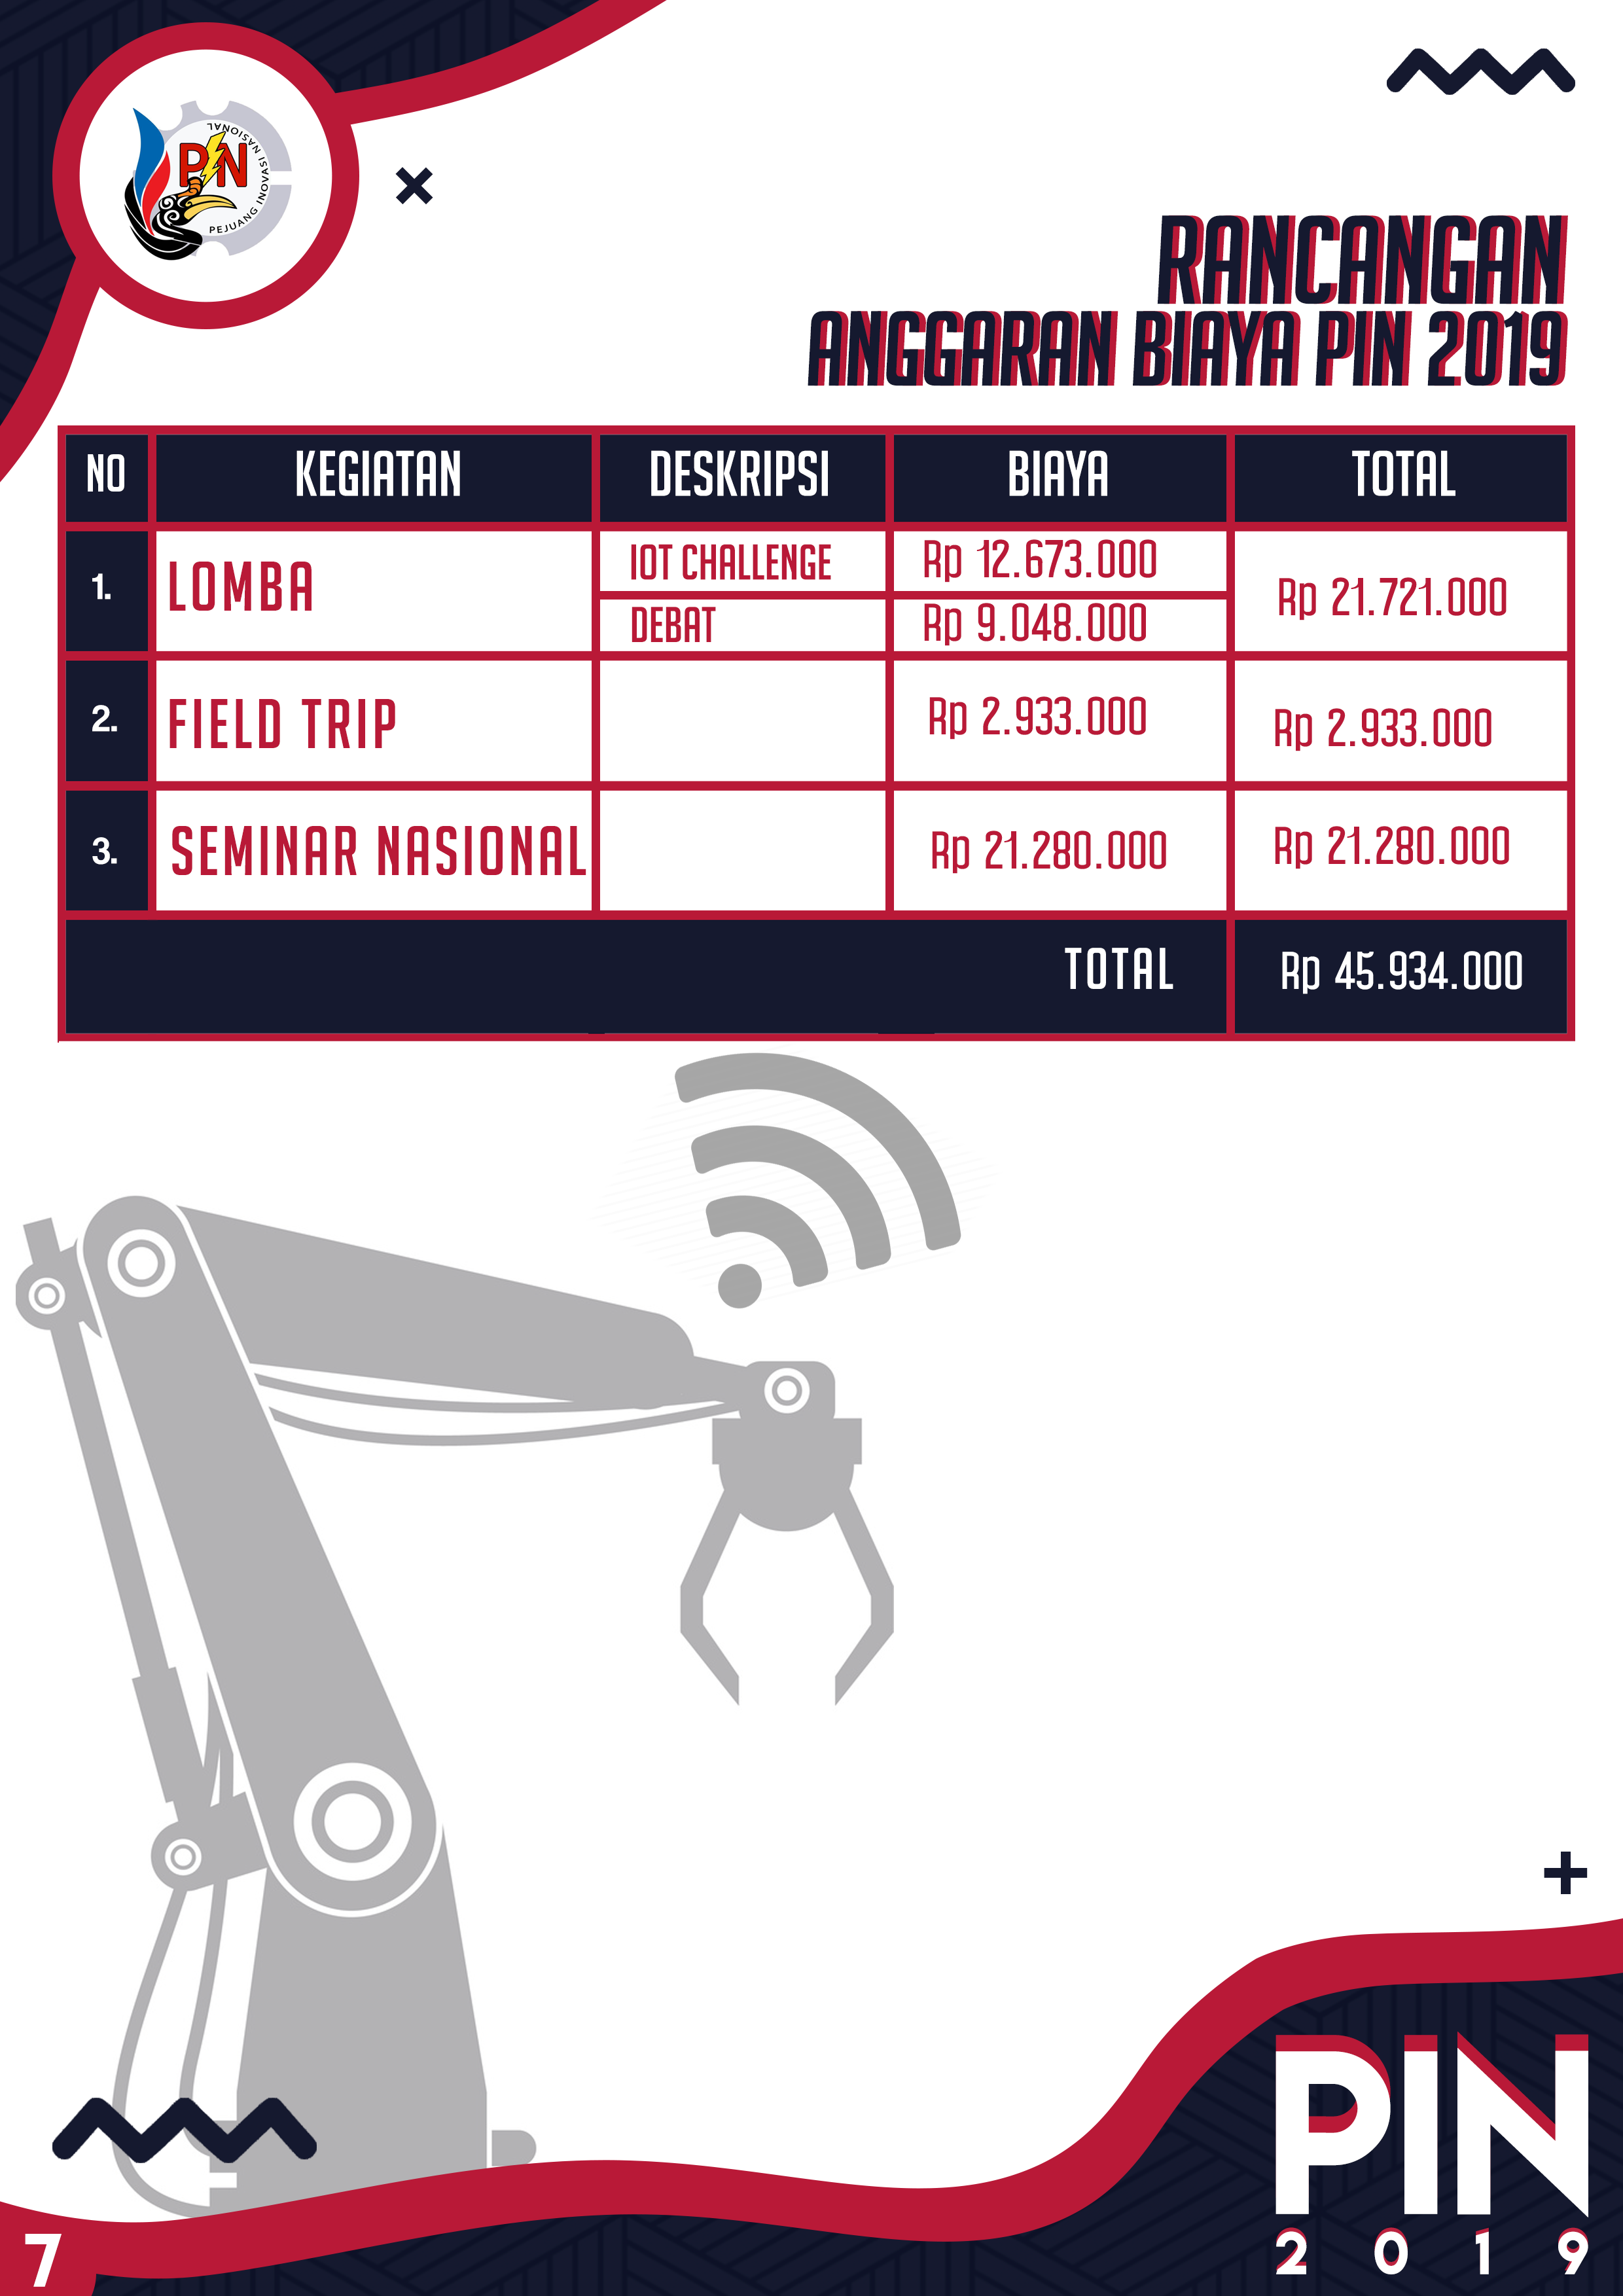 PIN
PEJUANG INOVASI NASIONAL
RANCANGAN
ANGGARAN BIAYA PIN 2019
NO KEGIATAN DESKRIPSI BIAYA TOTAL
1. LOMBA IOT CHALLENGE Rp 12.673.000 Rp 21.721.000
DEBAT Rp 9.048.000
2. FIELD TRIP Rp 2.933.000 Rp 2.933.000
3. SEMINAR NASIONAL Rp 21.280.000 Rp 21.280.000
TOTAL Rp 45.934.000
PIN
2019
7